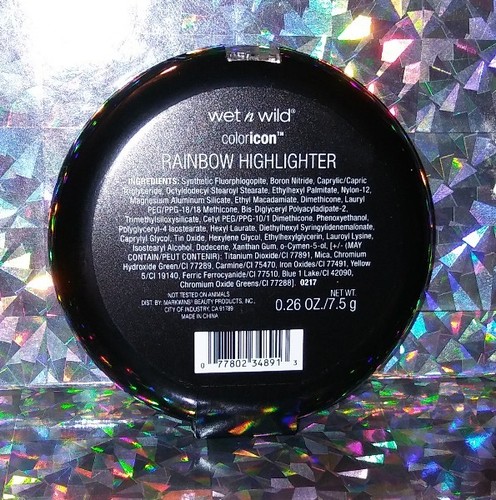 wet n wild®
coloricon™
RAINBOW HIGHLIGHTER
INGREDIENTS: Synthetic Fluorphlogopite, Boron Nitride, Caprylic/Capric
Triglyceride, Octyldodecyl Stearoyl Stearate, Ethylhexyl Palmitate, Nylon-12,
Magnesium Aluminum Silicate, Ethyl Macadamiate, Dimethicone, Lauryl
PEG/PPG-18/18 Methicone, Bis-Diglyceryl Polyacyladipate-2,
Trimethylsiloxysilicate, Cetyl PEG/PPG-10/1 Dimethicone, Phenoxyethanol,
Polyglyceryl-4 Isostearate, Hexyl Laurate, Diethylhexyl Syringylidenemalonate,
Caprylyl Glycol, Tin Oxide, Hexylene Glycol, Ethylhexylglycerin, Lauroyl Lysine,
Isostearyl Alcohol, Dodecene, Xanthan Gum, o-Cymen-5-ol, [+/- (MAY
CONTAIN/PEUT CONTENIR): Titanium Dioxide/CI 77891, Mica, Chromium
Hydroxide Green/CI 77289, Carmine/CI 75470, Iron Oxides/CI 77491, Yellow
5/CI 19140, Ferric Ferrocyanide/CI 77510, Blue 1 Lake/CI 42090,
Chromium Oxide Greens/CI 77288]. 0217
NOT TESTED ON ANIMALS
DIST. BY: MARKWINS® BEAUTY PRODUCTS, INC.,
CITY OF INDUSTRY, CA 91789
MADE IN CHINA
NET WT.
0.26 OZ./7.5 g
0 77802 34891 3